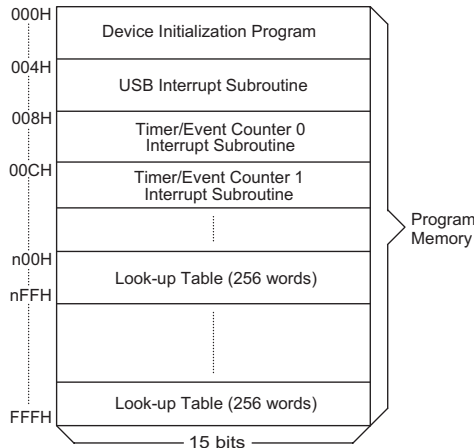 000H
Device Initialization Program
004H
USB Interrupt Subroutine
008H
Timer/Event Counter 0
Interrupt Subroutine
00CH
Timer/Event Counter 1
Interrupt Subroutine
Program
Memory
n00H
Look-up Table (256 words)
nFFH
Look-up Table (256 words)
FFFH
15 bits